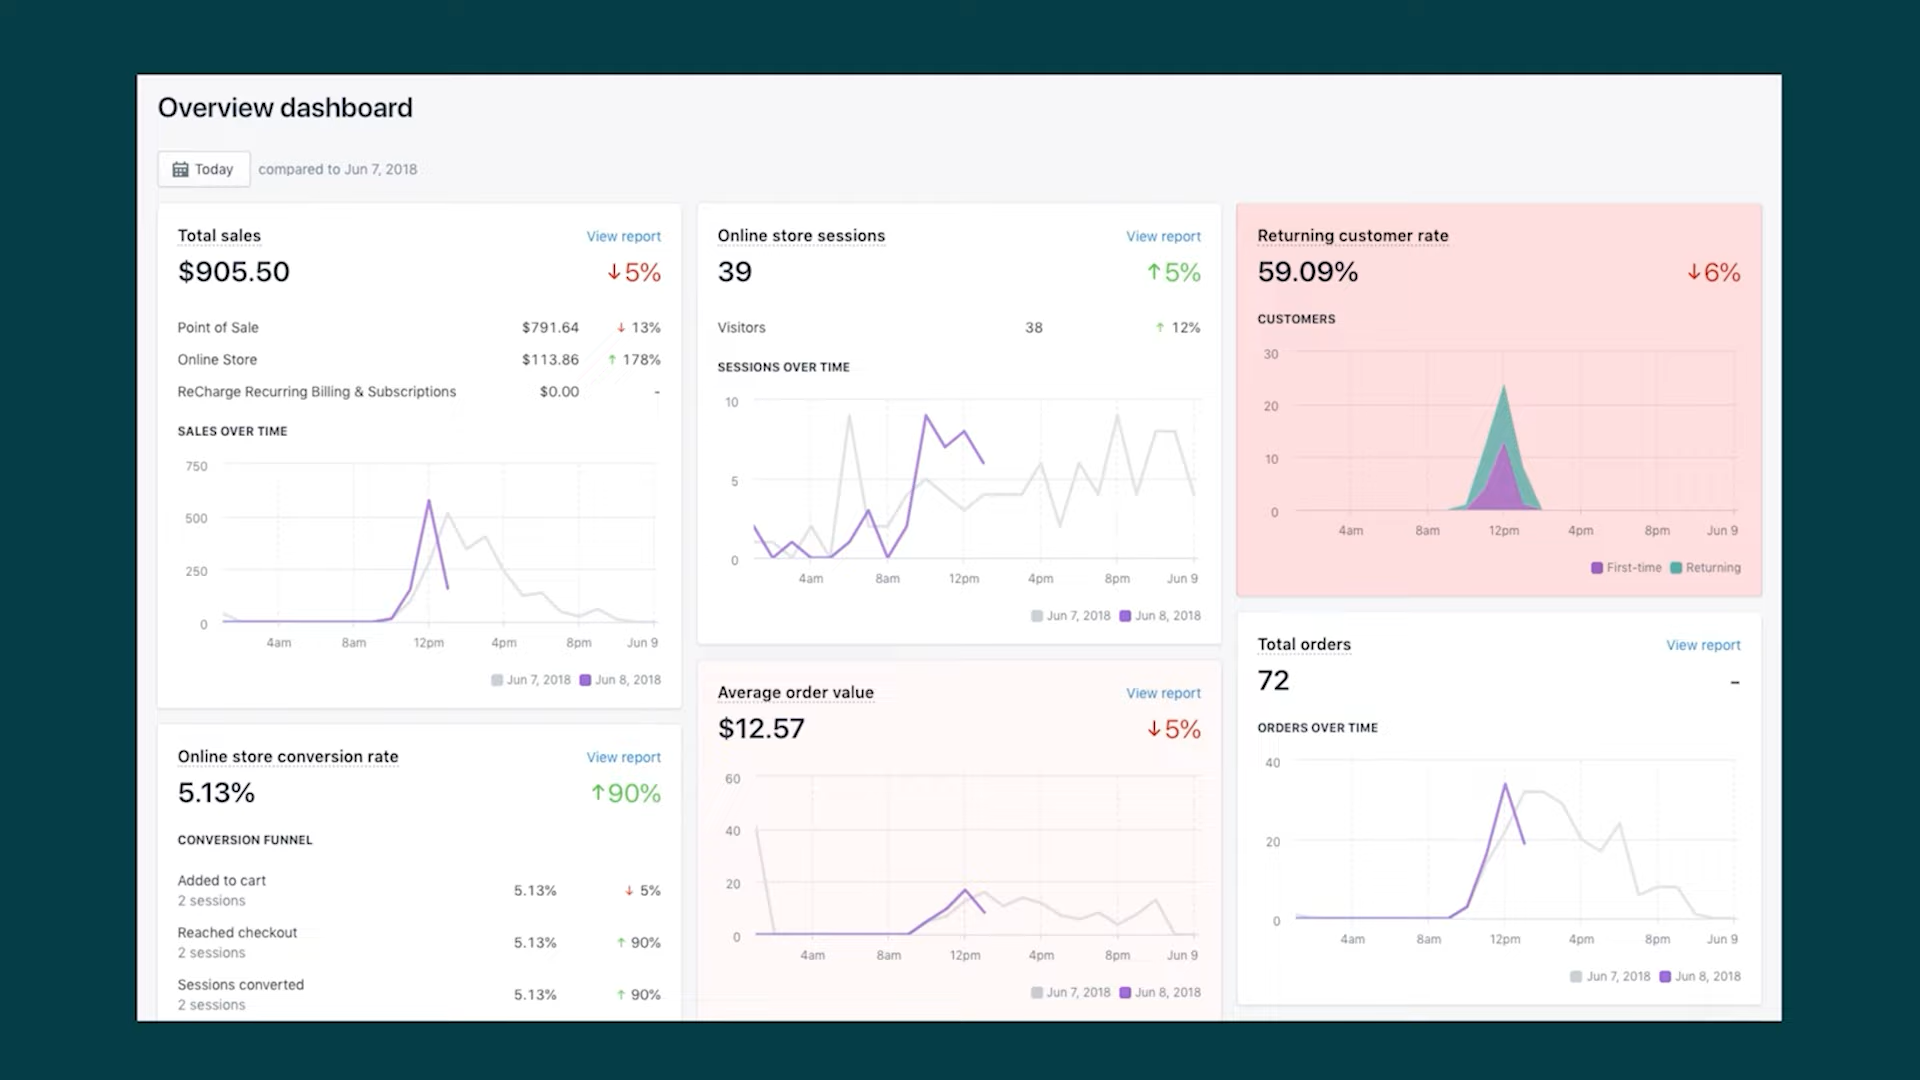 Overview dashboard
Today compared to Jun 7, 2018
Total sales View report
$905.50 ↓5%
Point of Sale $791.64 ↓ 13%
Online Store $113.86 ↑ 178%
ReCharge Recurring Billing & Subscriptions $0.00 -
SALES OVER TIME
750
500
250
0
4am 8am 12pm 4pm 8pm Jun 9
Jun 7, 2018 Jun 8, 2018
Online store conversion rate View report
5.13% ↑90%
CONVERSION FUNNEL
Added to cart 5.13% ↓ 5%
2 sessions
Reached checkout 5.13% ↑ 90%
2 sessions
Sessions converted 5.13% ↑ 90%
2 sessions
Online store sessions View report
39 ↑5%
Visitors 38 ↑ 12%
SESSIONS OVER TIME
10
5
0
4am 8am 12pm 4pm 8pm Jun 9
Jun 7, 2018 Jun 8, 2018
Average order value View report
$12.57 ↓5%
60
40
20
0
4am 8am 12pm 4pm 8pm Jun 9
Jun 7, 2018 Jun 8, 2018
Returning customer rate
59.09% ↓6%
CUSTOMERS
30
20
10
0
4am 8am 12pm 4pm 8pm Jun 9
First-time Returning
Total orders View report
72 -
ORDERS OVER TIME
40
20
0
4am 8am 12pm 4pm 8pm Jun 9
Jun 7, 2018 Jun 8, 2018